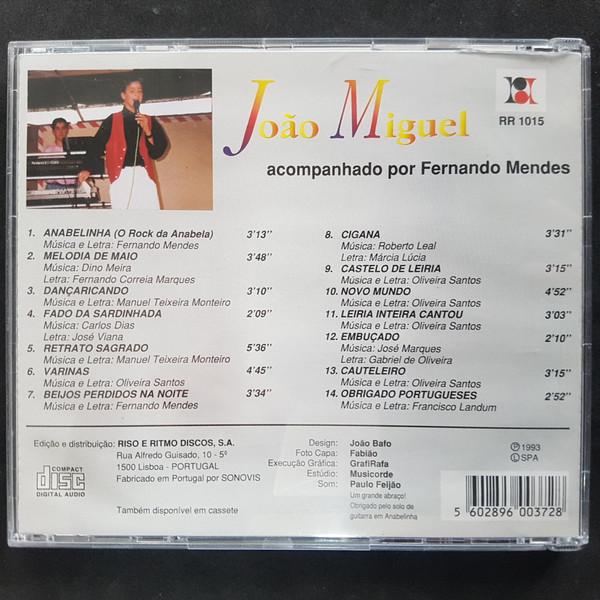 João Miguel
RR 1015
acompanhado por Fernando Mendes
1. ANABELINHA (O Rock da Anabela) 3'13''
Música e Letra: Fernando Mendes
2. MELODIA DE MAIO 3'48''
Música: Dino Meira
Letra: Fernando Correia Marques
3. DANÇARICANDO 3'10''
Música e Letra: Manuel Teixeira Monteiro
4. FADO DA SARDINHADA 2'09''
Música: Carlos Dias
Letra: José Viana
5. RETRATO SAGRADO 5'36''
Música e Letra: Manuel Teixeira Monteiro
6. VARINAS 4'45''
Música e Letra: Oliveira Santos
7. BEIJOS PERDIDOS NA NOITE 3'34''
Música e Letra: Fernando Mendes
8. CIGANA 3'31''
Música: Roberto Leal
Letra: Márcia Lúcia
9. CASTELO DE LEIRIA 3'15''
Música e Letra: Oliveira Santos
10. NOVO MUNDO 4'52''
Música e Letra: Oliveira Santos
11. LEIRIA INTEIRA CANTOU 3'03''
Música e Letra: Oliveira Santos
12. EMBUÇADO 2'10''
Música: José Marques
Letra: Gabriel de Oliveira
13. CAUTELEIRO 3'15''
Música e Letra: Oliveira Santos
14. OBRIGADO PORTUGUESES 2'52''
Música e Letra: Francisco Landum
Edição e distribuição: RISO E RITMO DISCOS, S.A.
Rua Alfredo Guisado, 10 - 5º
1500 Lisboa - PORTUGAL
Fabricado em Portugal por SONOVIS
COMPACT
disc
DIGITAL AUDIO
Também disponível em cassete
Design: João Bafo
Foto Capa: Fabião
Execução Gráfica: GrafiRafa
Estúdio: Musicorde
Som: Paulo Feijão
Um grande abraço!
Obrigado pelo solo de
guitarra em Anabelinha
Ⓟ 1993
Ⓛ SPA
5 602896 003728